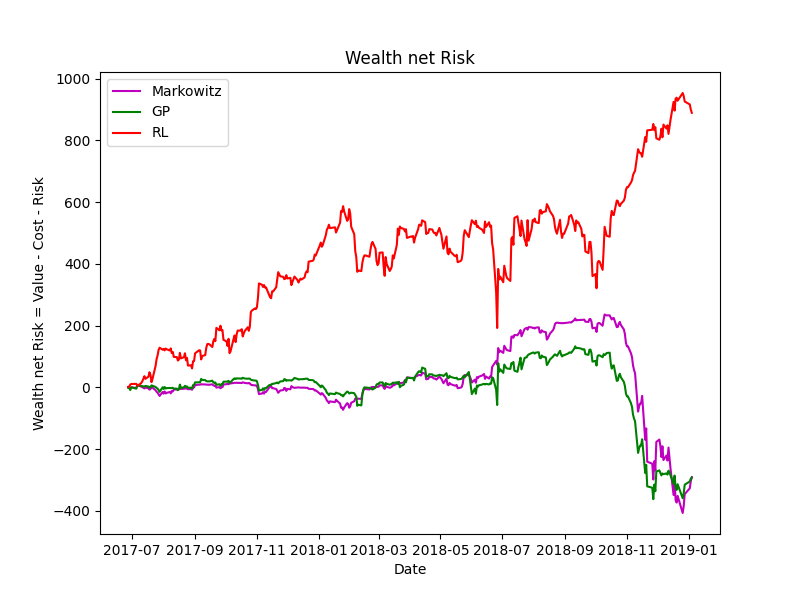 Wealth net Risk
Wealth net Risk = Value - Cost - Risk
1000
800
600
400
200
0
−200
−400
Markowitz
GP
RL
2017-07 2017-09 2017-11 2018-01 2018-03 2018-05 2018-07 2018-09 2018-11 2019-01
Date